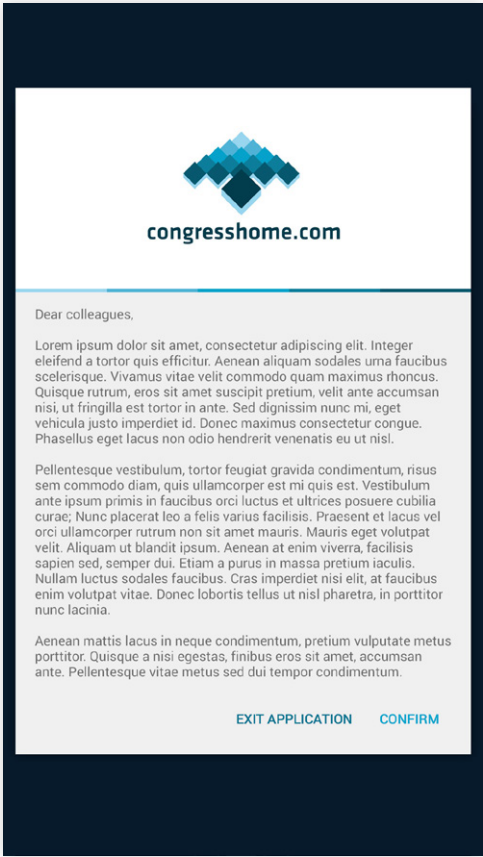 congresshome.com
Dear colleagues,
Lorem ipsum dolor sit amet, consectetur adipiscing elit. Integer
eleifend a tortor quis efficitur. Aenean aliquam sodales urna faucibus
scelerisque. Vivamus vitae velit commodo quam maximus rhoncus.
Quisque rutrum, eros sit amet suscipit pretium, velit ante accumsan
nisi, ut fringilla est tortor in ante. Sed dignissim nunc mi, eget
vehicula justo imperdiet id. Donec maximus consectetur congue.
Phasellus eget lacus non odio hendrerit venenatis eu ut nisl.
Pellentesque vestibulum, tortor feugiat gravida condimentum, risus
sem commodo diam, quis ullamcorper est mi quis est. Vestibulum
ante ipsum primis in faucibus orci luctus et ultrices posuere cubilia
curae; Nunc placerat leo a felis varius facilisis. Praesent et lacus vel
orci ullamcorper rutrum non sit amet mauris. Mauris eget volutpat
velit. Aliquam ut blandit ipsum. Aenean at enim viverra, facilisis
sapien sed, semper dui. Etiam a purus in massa pretium iaculis.
Nullam luctus sodales faucibus. Cras imperdiet nisi elit, at faucibus
enim volutpat vitae. Donec lobortis tellus ut nisl pharetra, in porttitor
nunc lacinia.
Aenean mattis lacus in neque condimentum, pretium vulputate metus
porttitor. Quisque a nisi egestas, finibus eros sit amet, accumsan
ante. Pellentesque vitae metus sed dui tempor condimentum.
EXIT APPLICATION CONFIRM